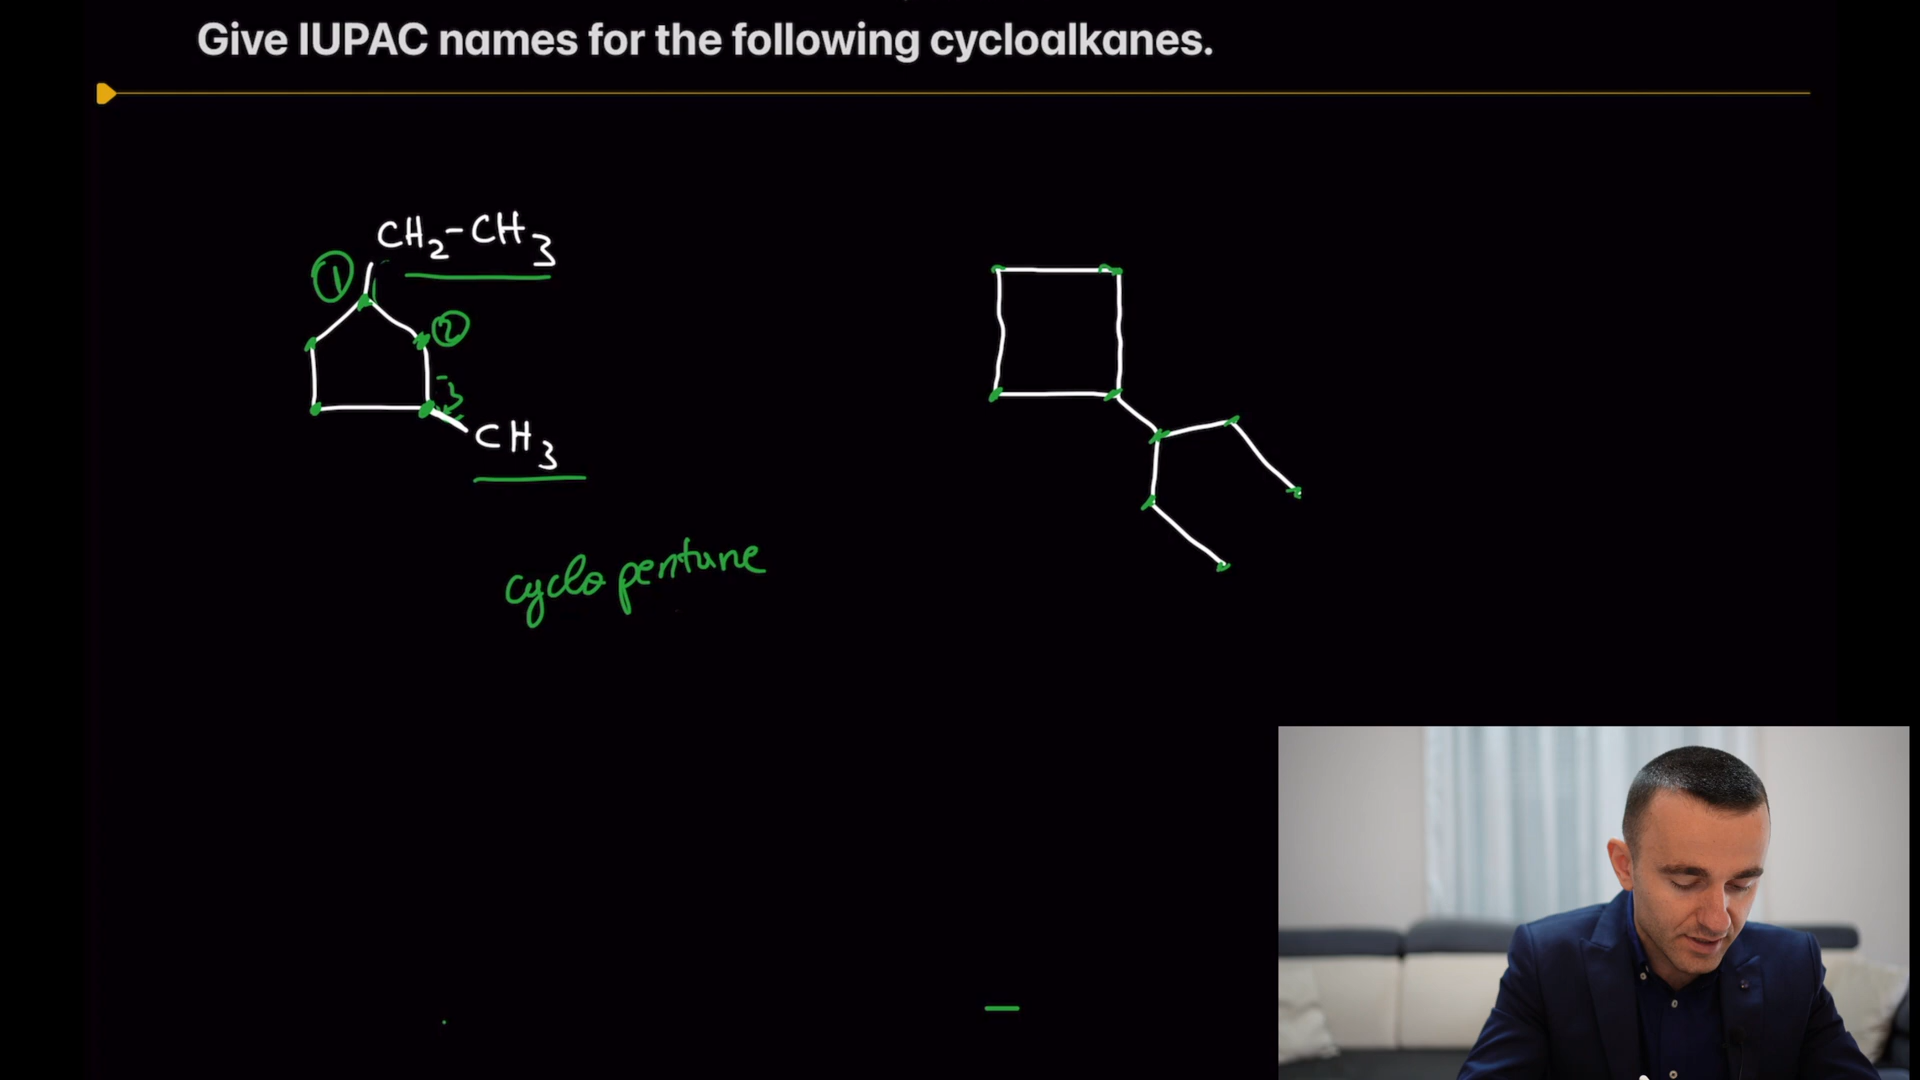 Give IUPAC names for the following cycloalkanes.
CH2-CH3
1
2
3
CH3
cyclo pentane